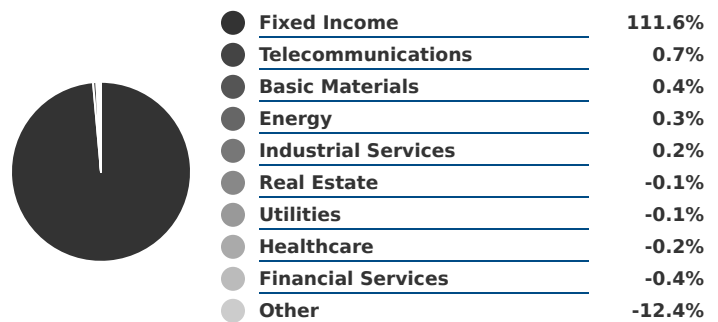 Fixed Income 111.6%
Telecommunications 0.7%
Basic Materials 0.4%
Energy 0.3%
Industrial Services 0.2%
Real Estate -0.1%
Utilities -0.1%
Healthcare -0.2%
Financial Services -0.4%
Other -12.4%